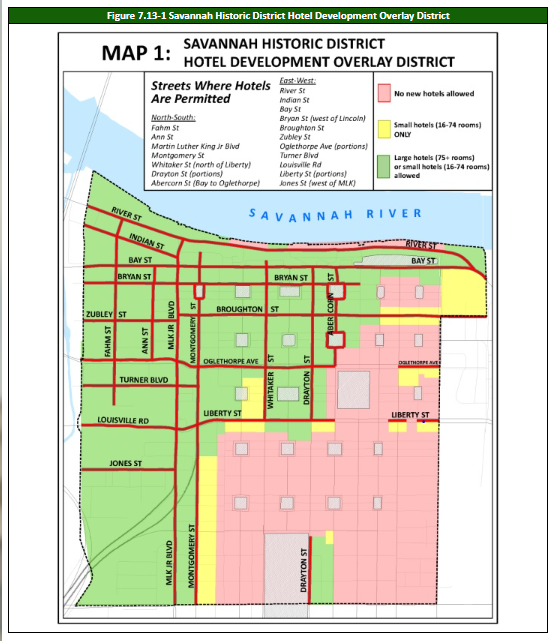 Figure 7.13-1 Savannah Historic District Hotel Development Overlay District
MAP 1:
SAVANNAH HISTORIC DISTRICT
HOTEL DEVELOPMENT OVERLAY DISTRICT
Streets Where Hotels
Are Permitted
North-South:
Fahm St
Ann St
Martin Luther King Jr Blvd
Montgomery St
Whitaker St (north of Liberty)
Drayton St (portions)
Abercorn St (Bay to Oglethorpe)
East-West:
River St
Indian St
Bay St
Bryan St (west of Lincoln)
Broughton St
Zubley St
Oglethorpe Ave (portions)
Turner Blvd
Louisville Rd
Liberty St (portions)
Jones St (west of MLK)
No new hotels allowed
Small hotels (16-74 rooms)
ONLY
Large hotels (75+ rooms)
or small hotels (16-74 rooms)
allowed
SAVANNAH RIVER
RIVER ST
INDIAN ST
RIVER ST
BAY ST
BAY ST
BRYAN ST
BRYAN ST
ZUBLEY ST
BROUGHTON ST
FAHM ST
ANN ST
MLK JR BLVD
MONTGOMERY ST
ABERCORN ST
OGLETHORPE AVE
OGLETHORPE AVE
TURNER BLVD
WHITAKER ST
DRAYTON ST
LOUISVILLE RD
LIBERTY ST
LIBERTY ST
JONES ST
MLK JR BLVD
MONTGOMERY ST
DRAYTON ST